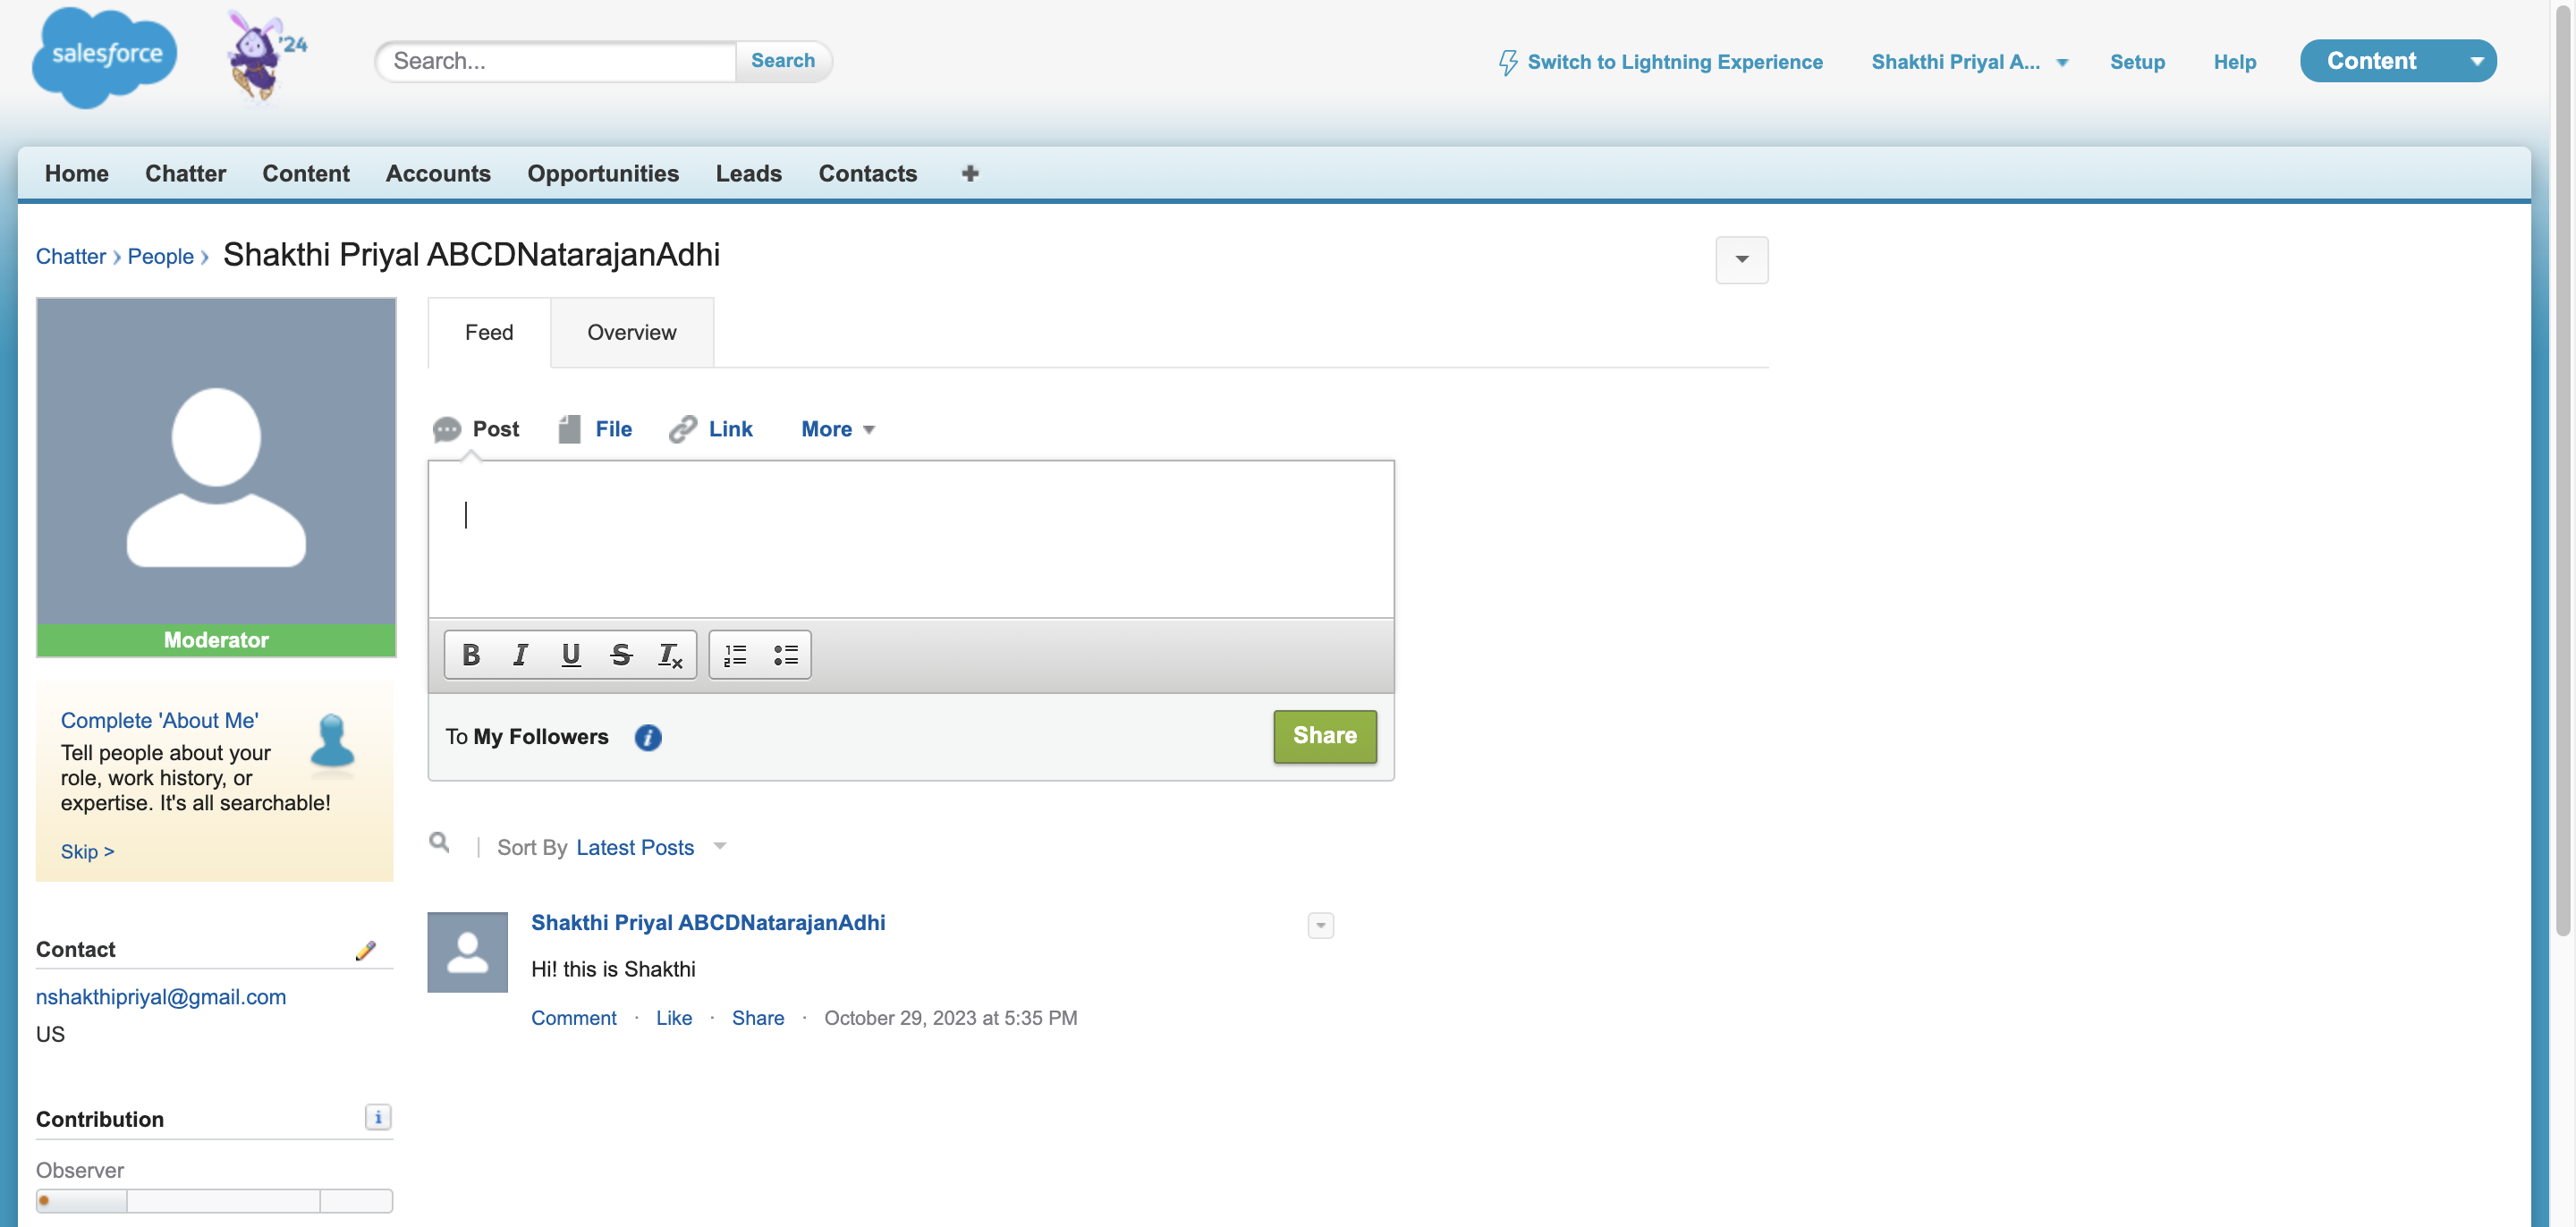 salesforce
'24
Search...
Search
Switch to Lightning Experience
Shakthi Priyal A...
Setup
Help
Content
Home
Chatter
Content
Accounts
Opportunities
Leads
Contacts
Chatter › People › Shakthi Priyal ABCDNatarajanAdhi
Moderator
Complete 'About Me'
Tell people about your
role, work history, or
expertise. It's all searchable!
Skip >
Contact
nshakthipriyal@gmail.com
US
Contribution
Observer
Feed
Overview
Post
File
Link
More
B I U S Tx
To My Followers
Share
Sort By Latest Posts
Shakthi Priyal ABCDNatarajanAdhi
Hi! this is Shakthi
Comment · Like · Share · October 29, 2023 at 5:35 PM